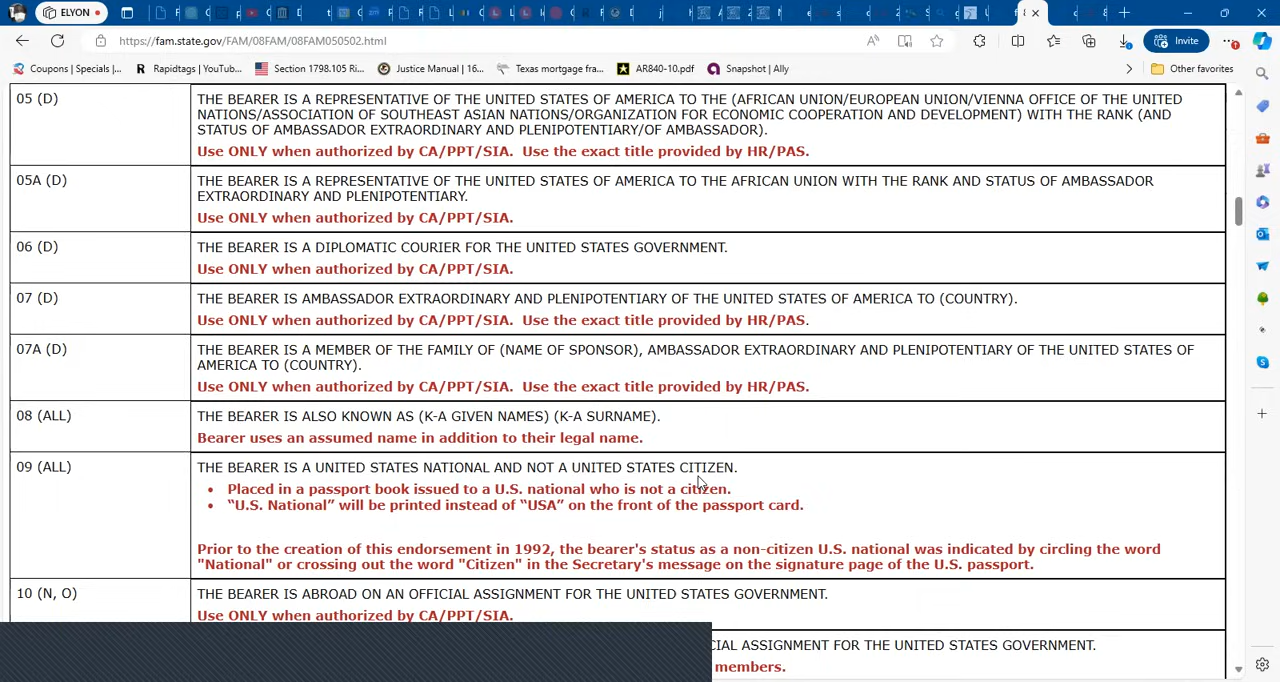 ELYON
https://fam.state.gov/FAM/08FAM/08FAM050502.html
Invite
Coupons | Specials |...
Rapidtags | YouTub...
Section 1798.105 Ri...
Justice Manual | 16...
Texas mortgage fra...
AR840-10.pdf
Snapshot | Ally
Other favorites
05 (D)
THE BEARER IS A REPRESENTATIVE OF THE UNITED STATES OF AMERICA TO THE (AFRICAN UNION/EUROPEAN UNION/VIENNA OFFICE OF THE UNITED
NATIONS/ASSOCIATION OF SOUTHEAST ASIAN NATIONS/ORGANIZATION FOR ECONOMIC COOPERATION AND DEVELOPMENT) WITH THE RANK (AND
STATUS OF AMBASSADOR EXTRAORDINARY AND PLENIPOTENTIARY/OF AMBASSADOR).
Use ONLY when authorized by CA/PPT/SIA. Use the exact title provided by HR/PAS.
05A (D)
THE BEARER IS A REPRESENTATIVE OF THE UNITED STATES OF AMERICA TO THE AFRICAN UNION WITH THE RANK AND STATUS OF AMBASSADOR
EXTRAORDINARY AND PLENIPOTENTIARY.
Use ONLY when authorized by CA/PPT/SIA.
06 (D)
THE BEARER IS A DIPLOMATIC COURIER FOR THE UNITED STATES GOVERNMENT.
Use ONLY when authorized by CA/PPT/SIA.
07 (D)
THE BEARER IS AMBASSADOR EXTRAORDINARY AND PLENIPOTENTIARY OF THE UNITED STATES OF AMERICA TO (COUNTRY).
Use ONLY when authorized by CA/PPT/SIA. Use the exact title provided by HR/PAS.
07A (D)
THE BEARER IS A MEMBER OF THE FAMILY OF (NAME OF SPONSOR), AMBASSADOR EXTRAORDINARY AND PLENIPOTENTIARY OF THE UNITED STATES OF
AMERICA TO (COUNTRY).
Use ONLY when authorized by CA/PPT/SIA. Use the exact title provided by HR/PAS.
08 (ALL)
THE BEARER IS ALSO KNOWN AS (K-A GIVEN NAMES) (K-A SURNAME).
Bearer uses an assumed name in addition to their legal name.
09 (ALL)
THE BEARER IS A UNITED STATES NATIONAL AND NOT A UNITED STATES CITIZEN.
• Placed in a passport book issued to a U.S. national who is not a citizen.
• “U.S. National” will be printed instead of “USA” on the front of the passport card.
Prior to the creation of this endorsement in 1992, the bearer's status as a non-citizen U.S. national was indicated by circling the word
"National" or crossing out the word "Citizen" in the Secretary's message on the signature page of the U.S. passport.
10 (N, O)
THE BEARER IS ABROAD ON AN OFFICIAL ASSIGNMENT FOR THE UNITED STATES GOVERNMENT.
Use ONLY when authorized by CA/PPT/SIA.
CIAL ASSIGNMENT FOR THE UNITED STATES GOVERNMENT.
members.